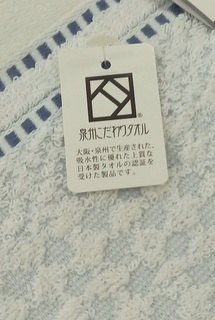 ®
泉州こだわりタオル
大阪・泉州で生産された、
吸水性に優れた上質な
日本製タオルの認証を
受けた製品です。